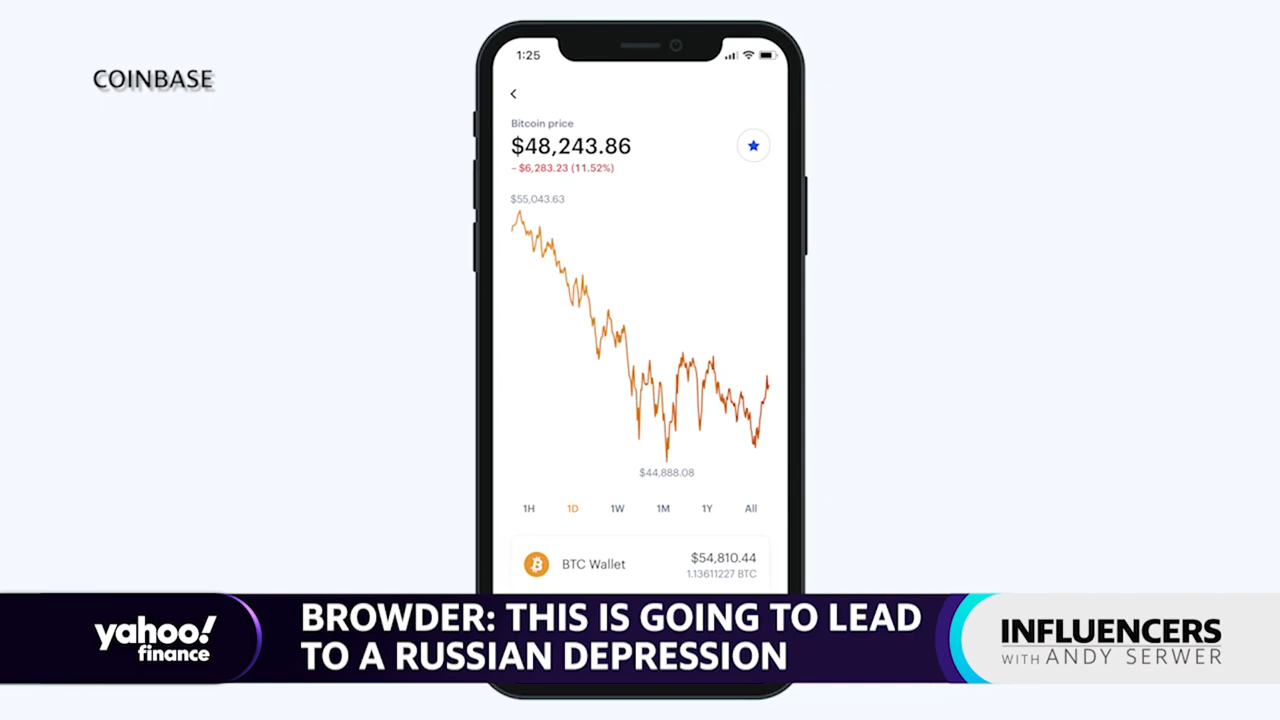 COINBASE
1:25
Bitcoin price
$48,243.86
– $6,283.23 (11.52%)
$55,043.63
$44,888.08
1H 1D 1W 1M 1Y All
BTC Wallet
$54,810.44
1.13611227 BTC
yahoo!
finance
BROWDER: THIS IS GOING TO LEAD
TO A RUSSIAN DEPRESSION
INFLUENCERS
WITH ANDY SERWER